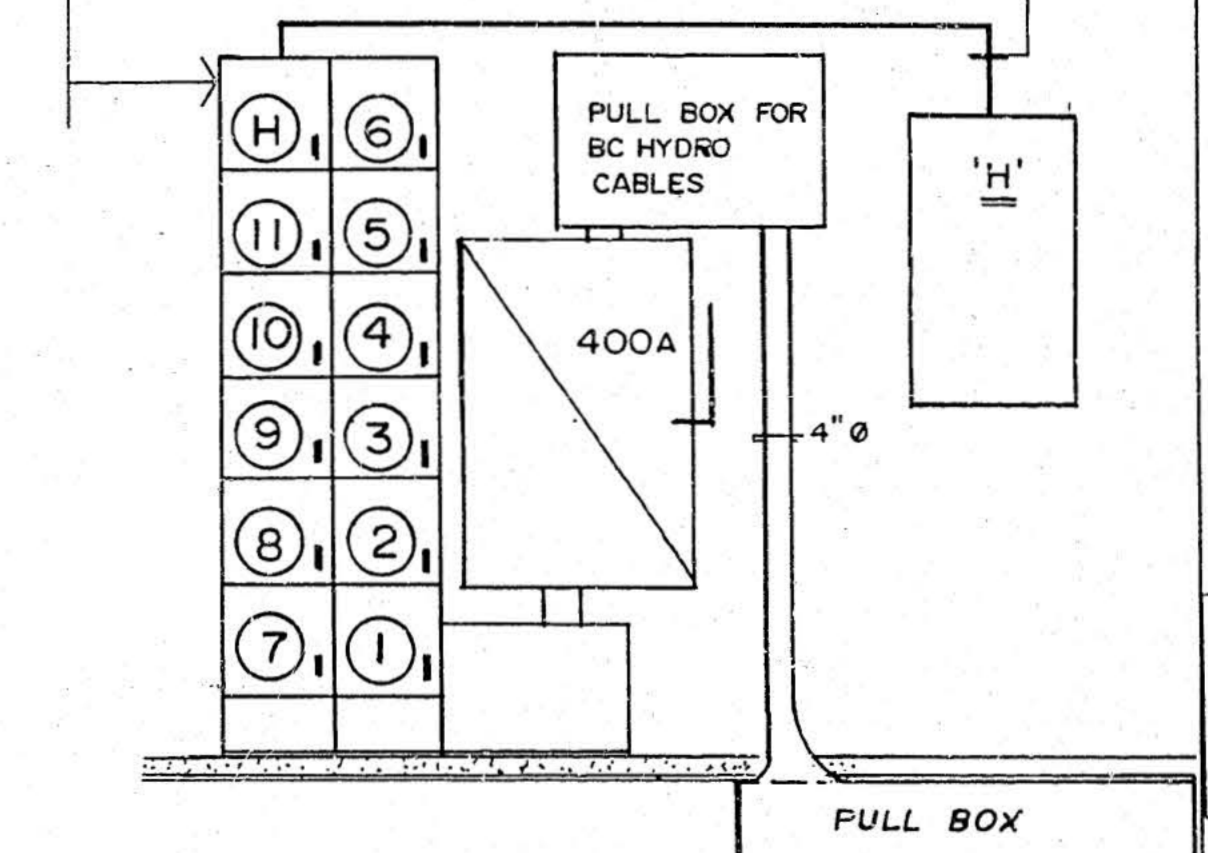 H 6
11 5
10 4
9 3
8 2
7 1
PULL BOX FOR
BC HYDRO
CABLES
400A
4"Ø
'H'
PULL BOX